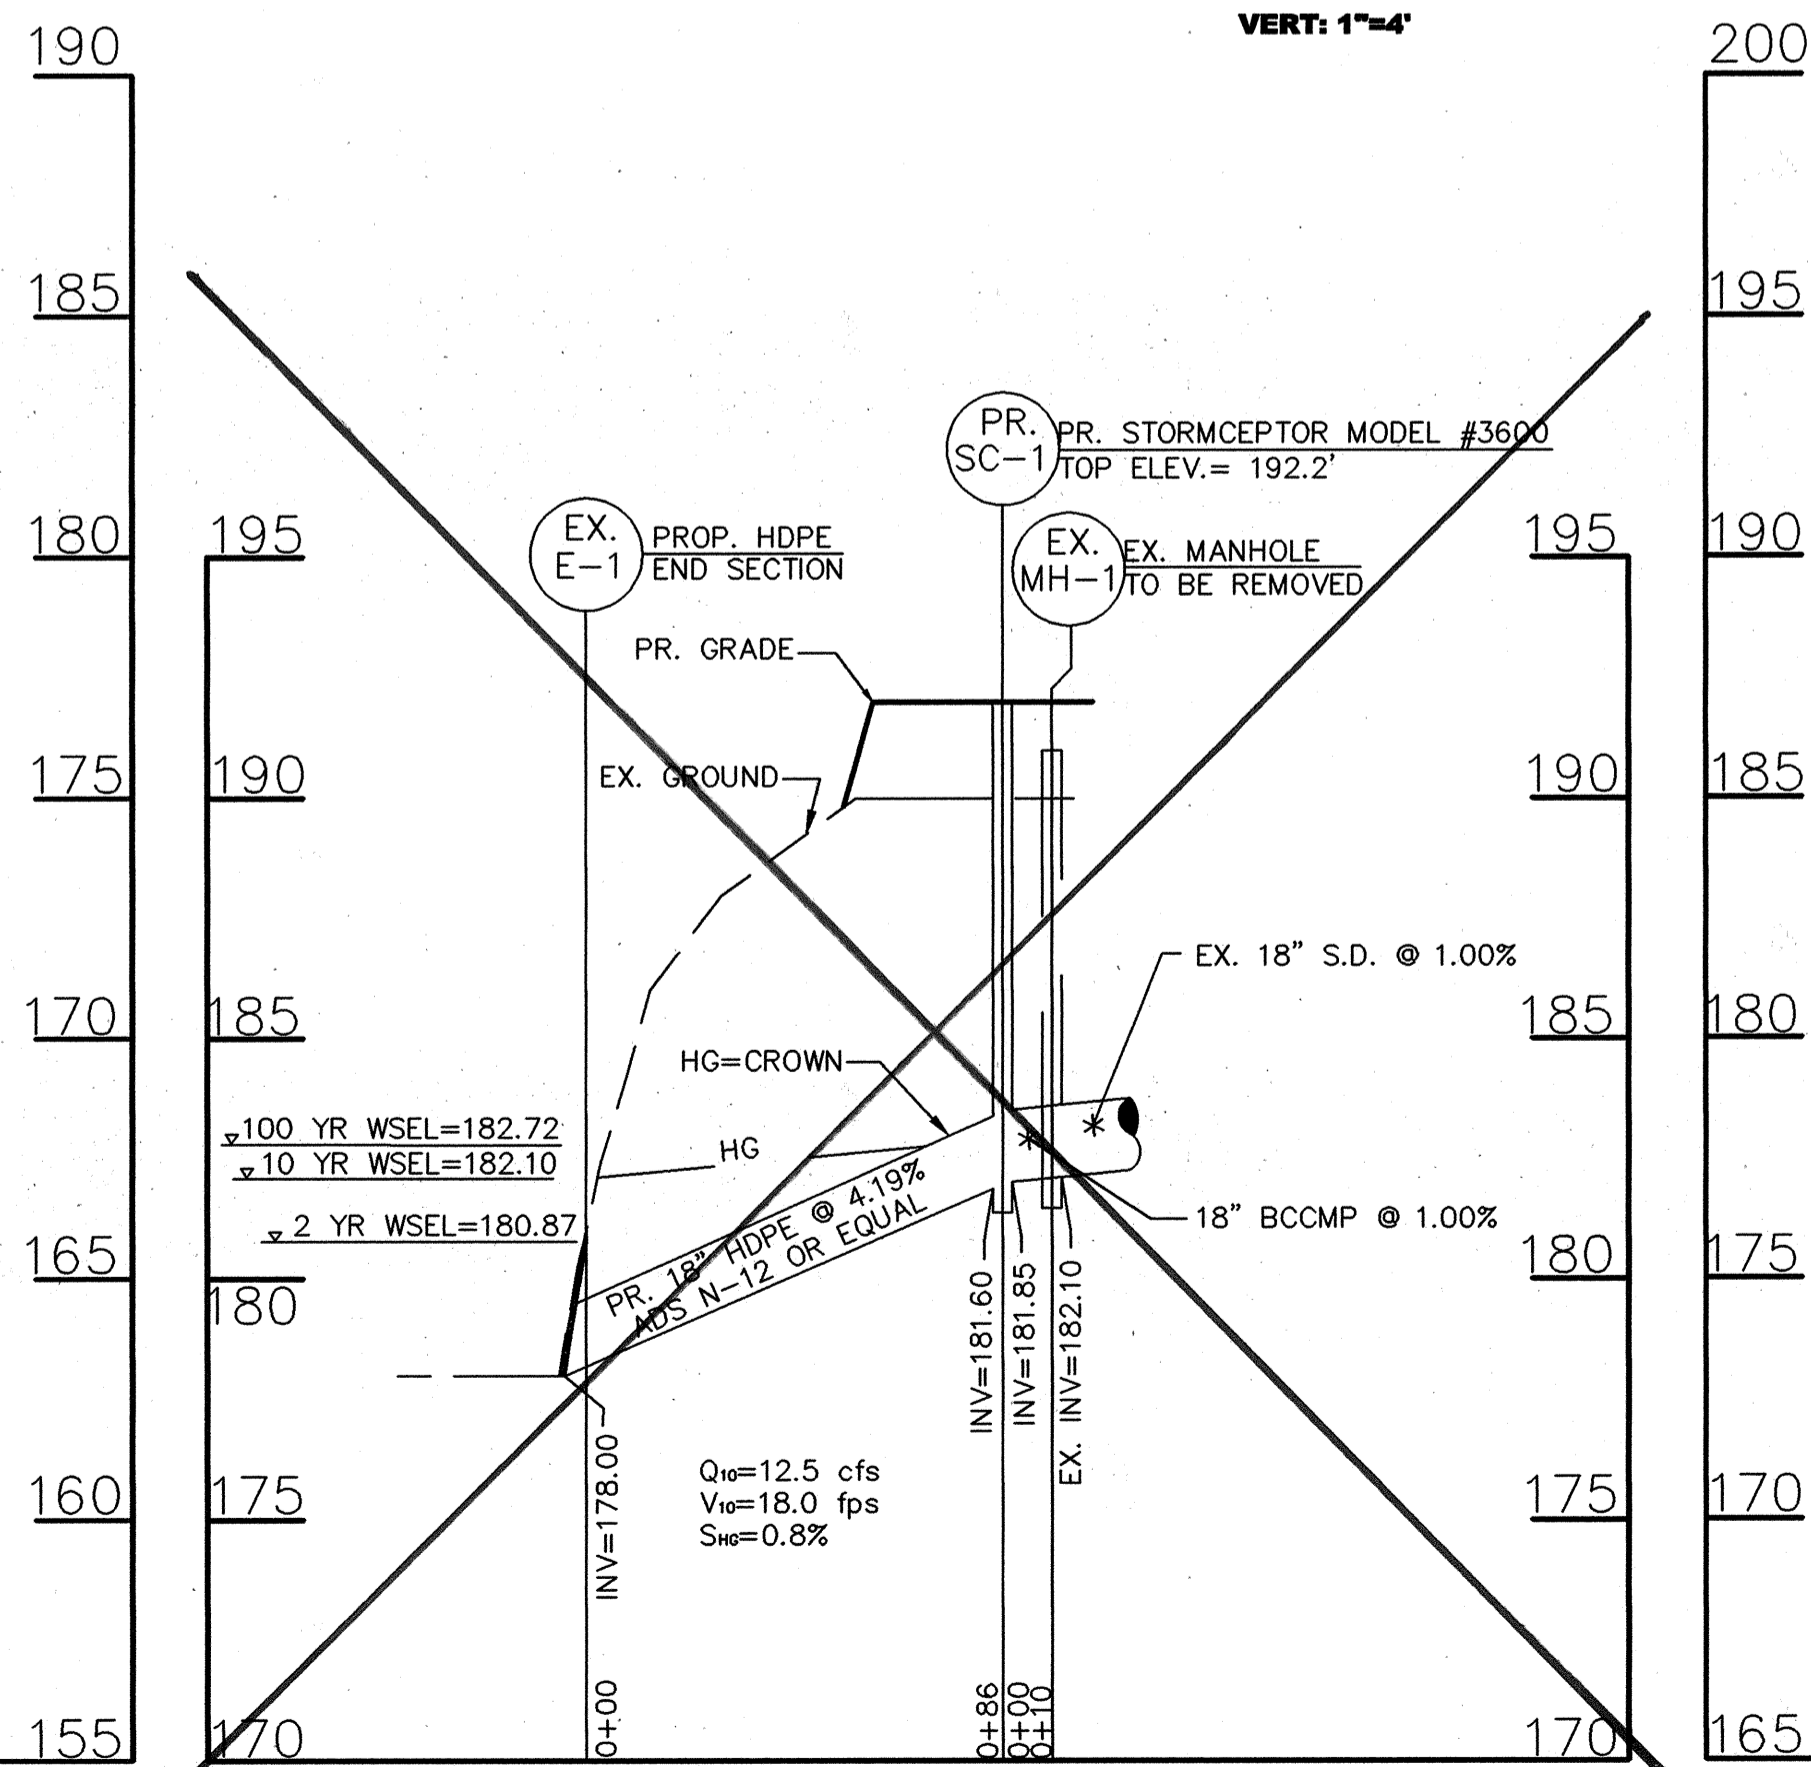 VERT: 1"=4'
190
185
180
175
170
165
160
155
195
190
185
180
175
170
200
195
190
185
180
175
170
165
195
190
185
180
175
170
PR.
SC-1
PR. STORMCEPTOR MODEL #3600
TOP ELEV.= 192.2'
EX.
E-1
PROP. HDPE
END SECTION
EX.
MH-1
EX. MANHOLE
TO BE REMOVED
PR. GRADE
EX. GROUND
EX. 18" S.D. @ 1.00%
HG=CROWN
100 YR WSEL=182.72
10 YR WSEL=182.10
2 YR WSEL=180.87
HG
PR. 18" HDPE @ 4.19%
ADS N-12 OR EQUAL
18" BCCMP @ 1.00%
INV=178.00
INV=181.60
INV=181.85
EX. INV=182.10
Q10=12.5 cfs
V10=18.0 fps
SHG=0.8%
0+00
0+86
0+00
0+10